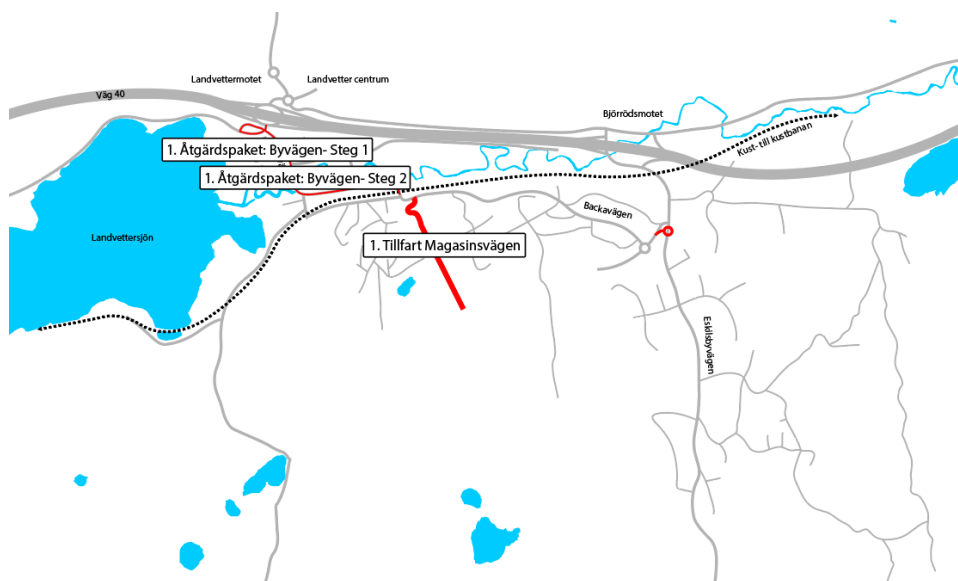 Landvettermotet
Landvetter centrum
Väg 40
Björrödsmotet
Kust- till kustbanan
1. Åtgärdspaket: Byvägen- Steg 1
1. Åtgärdspaket: Byvägen- Steg 2
Backavägen
Landvettersjön
1. Tillfart Magasinsvägen
Eskilsbyvägen